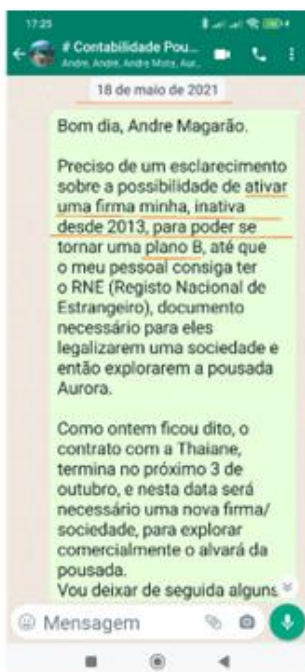 17:25
# Contabilidade Pou...
Andre, André, Andre Mota, Aur...
18 de maio de 2021
Bom dia, Andre Magarão.
Preciso de um esclarecimento
sobre a possibilidade de ativar
uma firma minha, inativa
desde 2013, para poder se
tornar uma plano B, até que
o meu pessoal consiga ter
o RNE (Registo Nacional de
Estrangeiro), documento
necessário para eles
legalizarem uma sociedade e
então explorarem a pousada
Aurora.
Como ontem ficou dito, o
contrato com a Thaiane,
termina no próximo 3 de
outubro, e nesta data será
necessário uma nova firma/
sociedade, para explorar
comercialmente o alvará da
pousada.
Vou deixar de seguida alguns
Mensagem